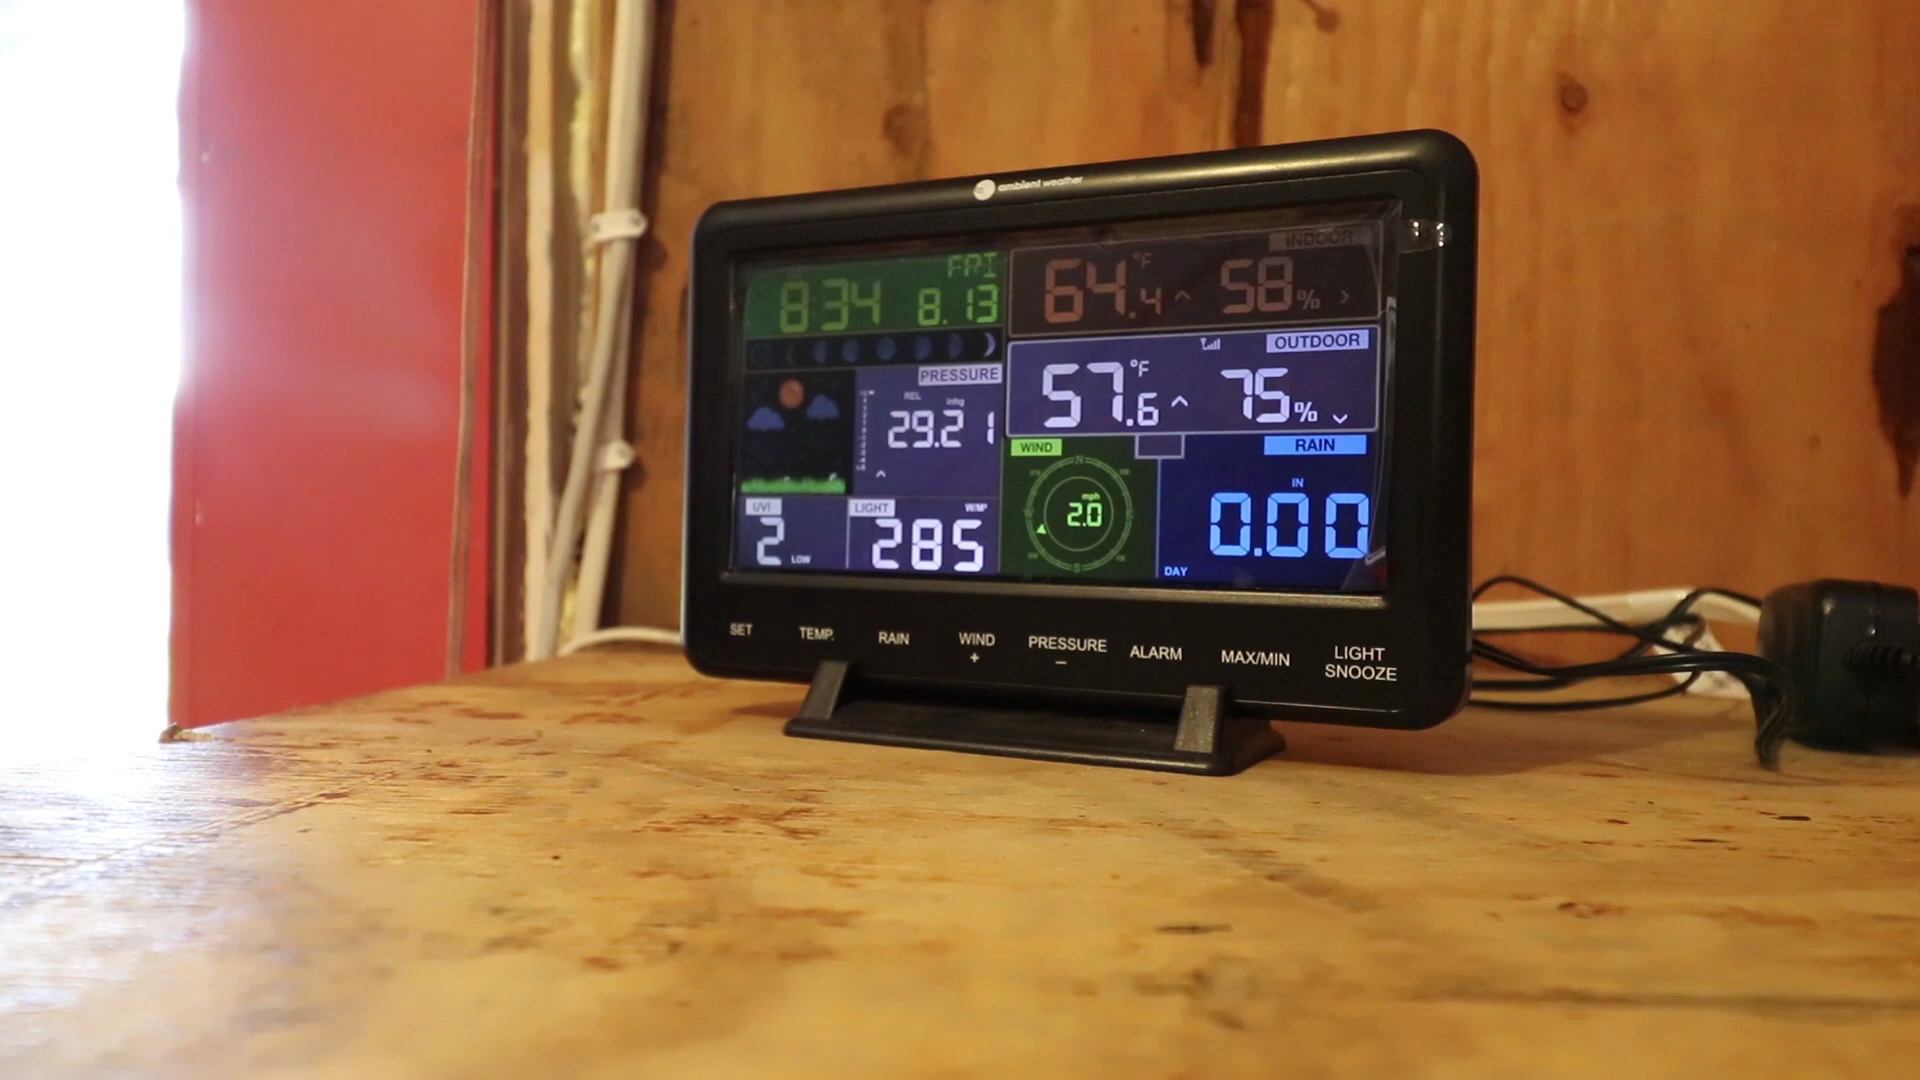 ambient weather
FRI
8:34 8.13
INDOOR
64.4 °F 58%
OUTDOOR
57.6 °F 75%
PRESSURE
REL inhg
29.21
UVI
2 LOW
LIGHT W/M²
285
WIND
N
mph
2.0
S
RAIN
IN
0.00
DAY
SET TEMP. RAIN WIND PRESSURE ALARM MAX/MIN LIGHT
+ − SNOOZE